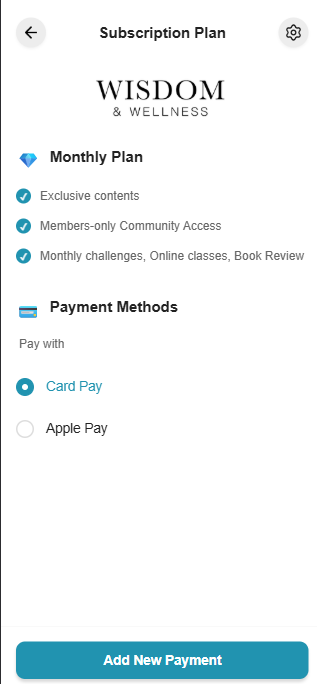 Subscription Plan
WISDOM
& WELLNESS
Monthly Plan
Exclusive contents
Members-only Community Access
Monthly challenges, Online classes, Book Review
Payment Methods
Pay with
Card Pay
Apple Pay
Add New Payment